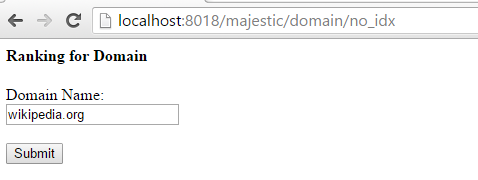 localhost:8018/majestic/domain/no_idx
Ranking for Domain
Domain Name:
wikipedia.org
Submit